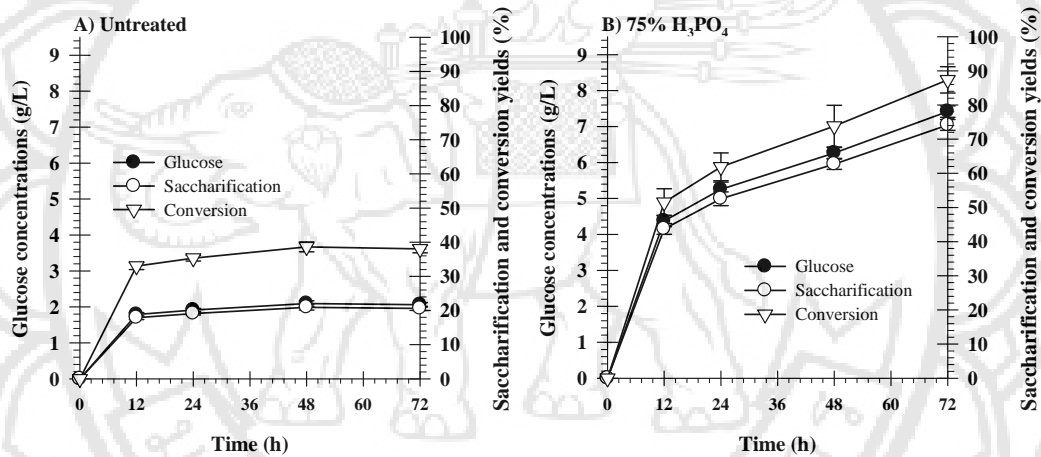 A) Untreated
Glucose concentrations (g/L)
9
8
7
6
5
4
3
2
1
0
Glucose
Saccharification
Conversion
100
90
80
70
60
50
40
30
20
10
0
Saccharification and conversion yields (%)
0 12 24 36 48 60 72
Time (h)
B) 75% H₃PO₄
Glucose concentrations (g/L)
9
8
7
6
5
4
3
2
1
0
Glucose
Saccharification
Conversion
100
90
80
70
60
50
40
30
20
10
0
Saccharification and conversion yields (%)
0 12 24 36 48 60 72
Time (h)